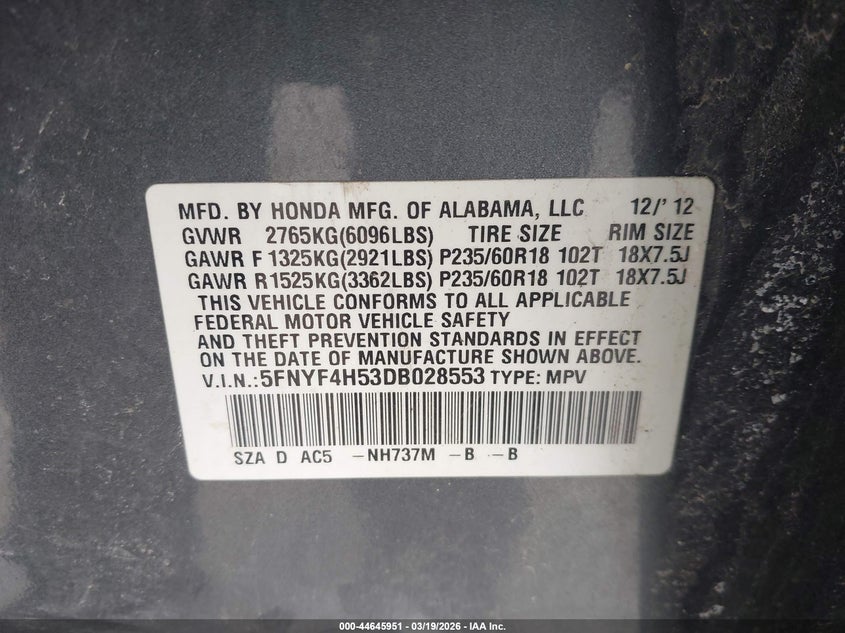 MFD. BY HONDA MFG. OF ALABAMA, LLC 12/'12
GVWR 2765KG(6096LBS) TIRE SIZE RIM SIZE
GAWR F 1325KG(2921LBS) P235/60R18 102T 18X7.5J
GAWR R 1525KG(3362LBS) P235/60R18 102T 18X7.5J
THIS VEHICLE CONFORMS TO ALL APPLICABLE
FEDERAL MOTOR VEHICLE SAFETY
AND THEFT PREVENTION STANDARDS IN EFFECT
ON THE DATE OF MANUFACTURE SHOWN ABOVE.
V.I.N.:5FNYF4H53DB028553 TYPE: MPV
SZA D AC5 -NH737M -B -B
000-44645951 - 03/19/2026 - IAA Inc.